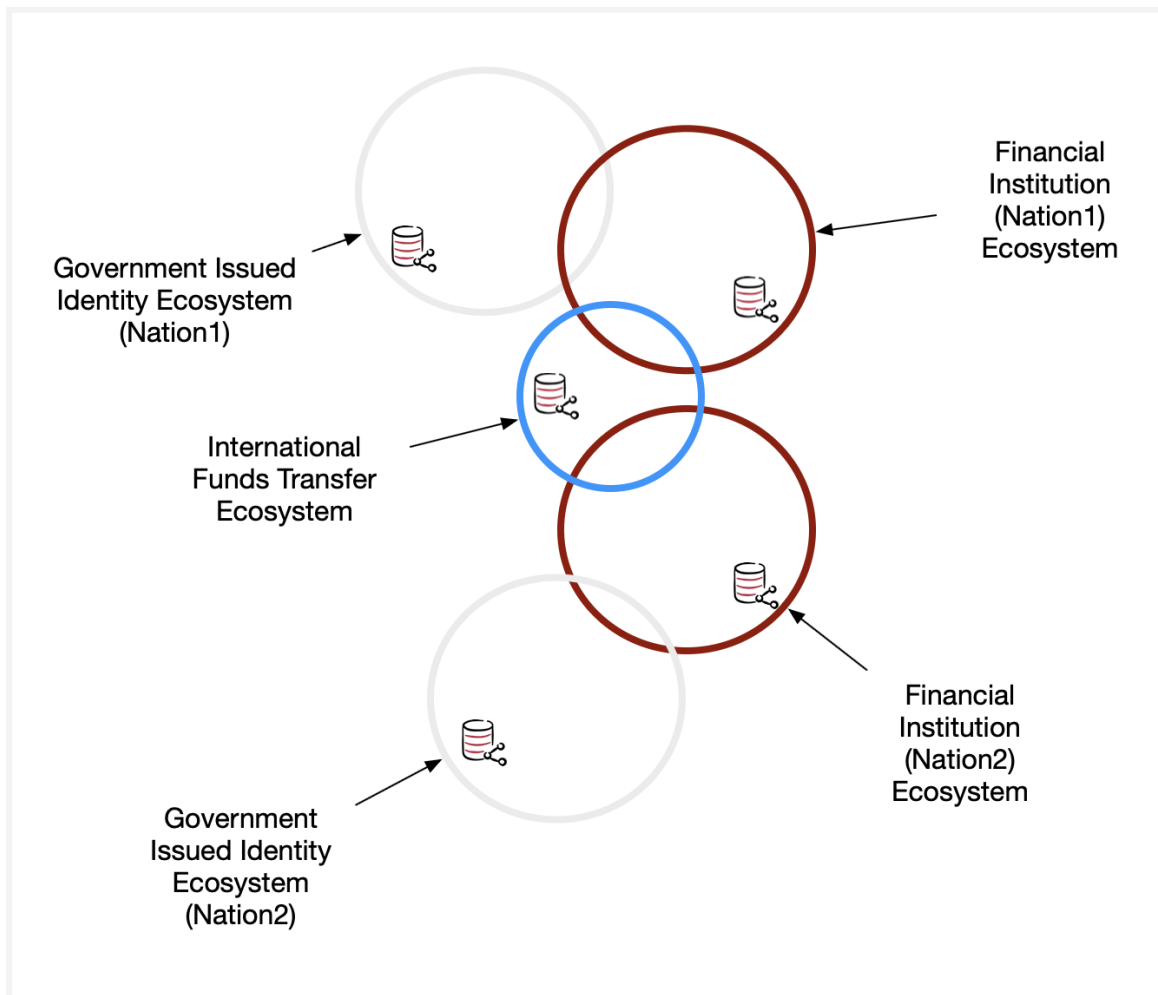 Financial
Institution
(Nation1)
Ecosystem
Government Issued
Identity Ecosystem
(Nation1)
International
Funds Transfer
Ecosystem
Financial
Institution
(Nation2)
Ecosystem
Government
Issued Identity
Ecosystem
(Nation2)